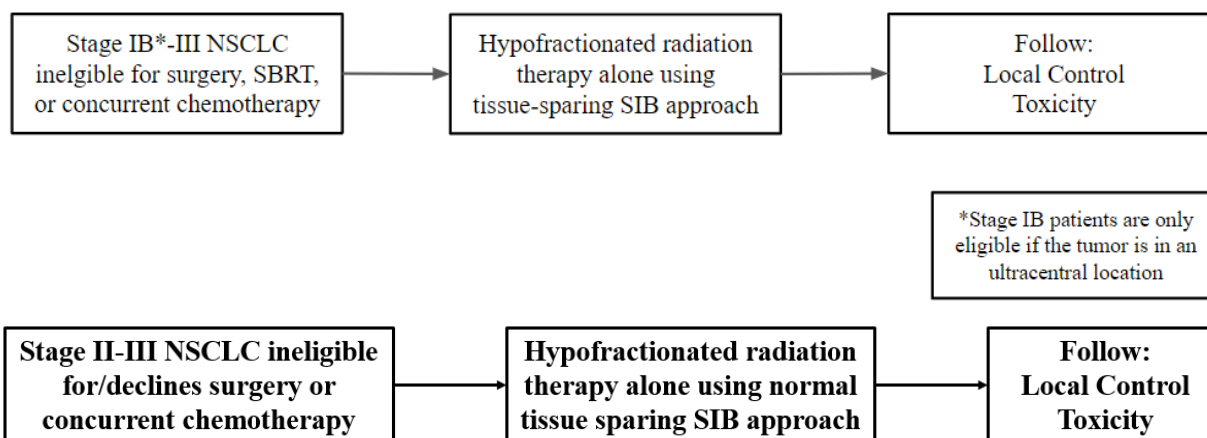 Stage IB*-III NSCLC
inelgible for surgery, SBRT,
or concurrent chemotherapy
Hypofractionated radiation
therapy alone using
tissue-sparing SIB approach
Follow:
Local Control
Toxicity
*Stage IB patients are only
eligible if the tumor is in an
ultracentral location
Stage II-III NSCLC ineligible
for/declines surgery or
concurrent chemotherapy
Hypofractionated radiation
therapy alone using normal
tissue sparing SIB approach
Follow:
Local Control
Toxicity